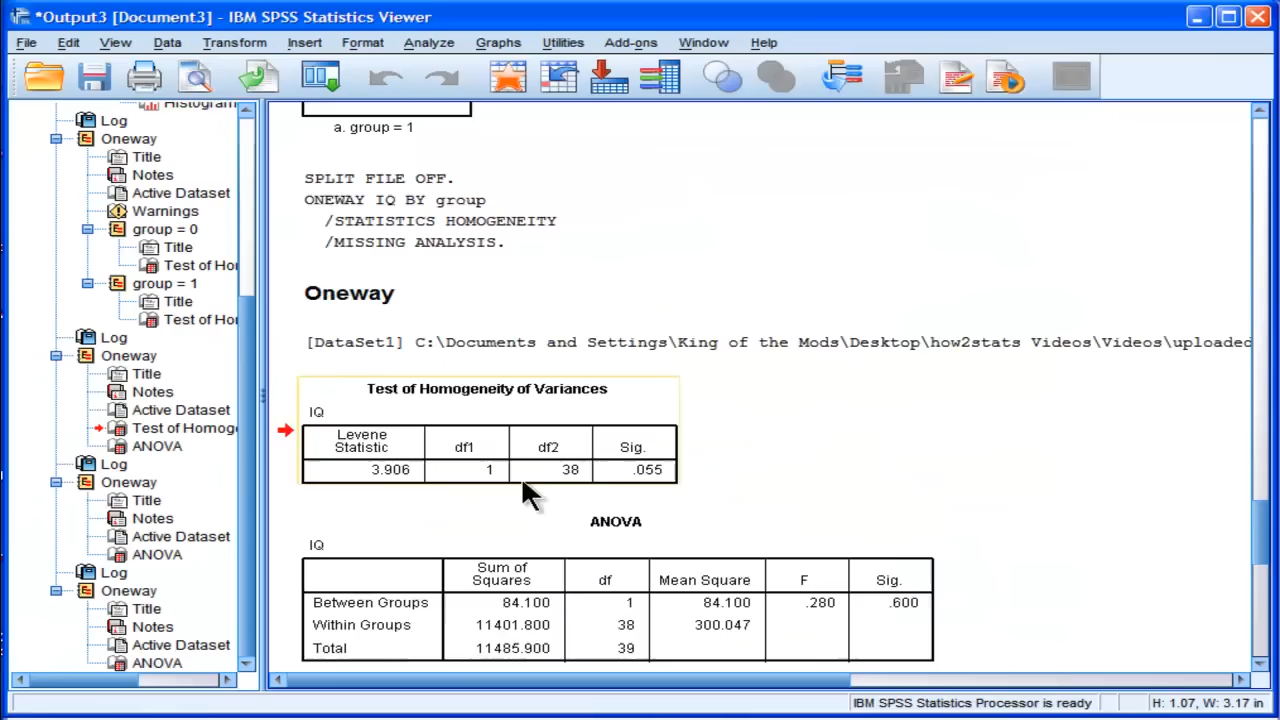 *Output3 [Document3] - IBM SPSS Statistics Viewer
File Edit View Data Transform Insert Format Analyze Graphs Utilities Add-ons Window Help
Histogram
Log
Oneway
Title
Notes
Active Dataset
Warnings
group = 0
Title
Test of Hor
group = 1
Title
Test of Hor
Log
Oneway
Title
Notes
Active Dataset
Test of Homog
ANOVA
Log
Oneway
Title
Notes
Active Dataset
ANOVA
Log
Oneway
Title
Notes
Active Dataset
ANOVA
a. group = 1
SPLIT FILE OFF.
ONEWAY IQ BY group
/STATISTICS HOMOGENEITY
/MISSING ANALYSIS.
Oneway
[DataSet1] C:\Documents and Settings\King of the Mods\Desktop\how2stats Videos\Videos\uploaded
Test of Homogeneity of Variances
IQ
Levene Statistic df1 df2 Sig.
3.906 1 38 .055
ANOVA
IQ
Sum of Squares df Mean Square F Sig.
Between Groups 84.100 1 84.100 .280 .600
Within Groups 11401.800 38 300.047
Total 11485.900 39
IBM SPSS Statistics Processor is ready H: 1.07, W: 3.17 in